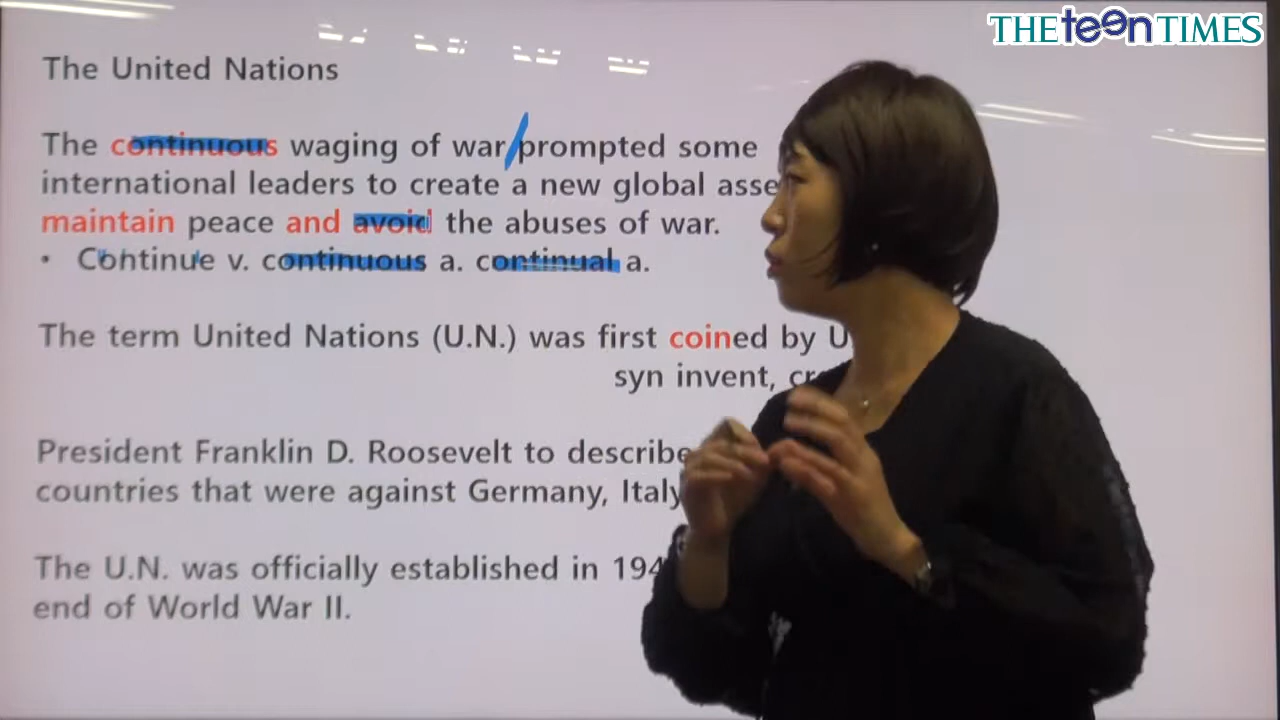 THE teen TIMES
The United Nations
The continuous waging of war prompted some
international leaders to create a new global
maintain peace and avoid the abuses of war.
• Continue v. continuous a. continual a.
The term United Nations (U.N.) was first coined by
syn invent,
President Franklin D. Roosevelt to describe
countries that were against Germany, Italy
The U.N. was officially established in
end of World War II.